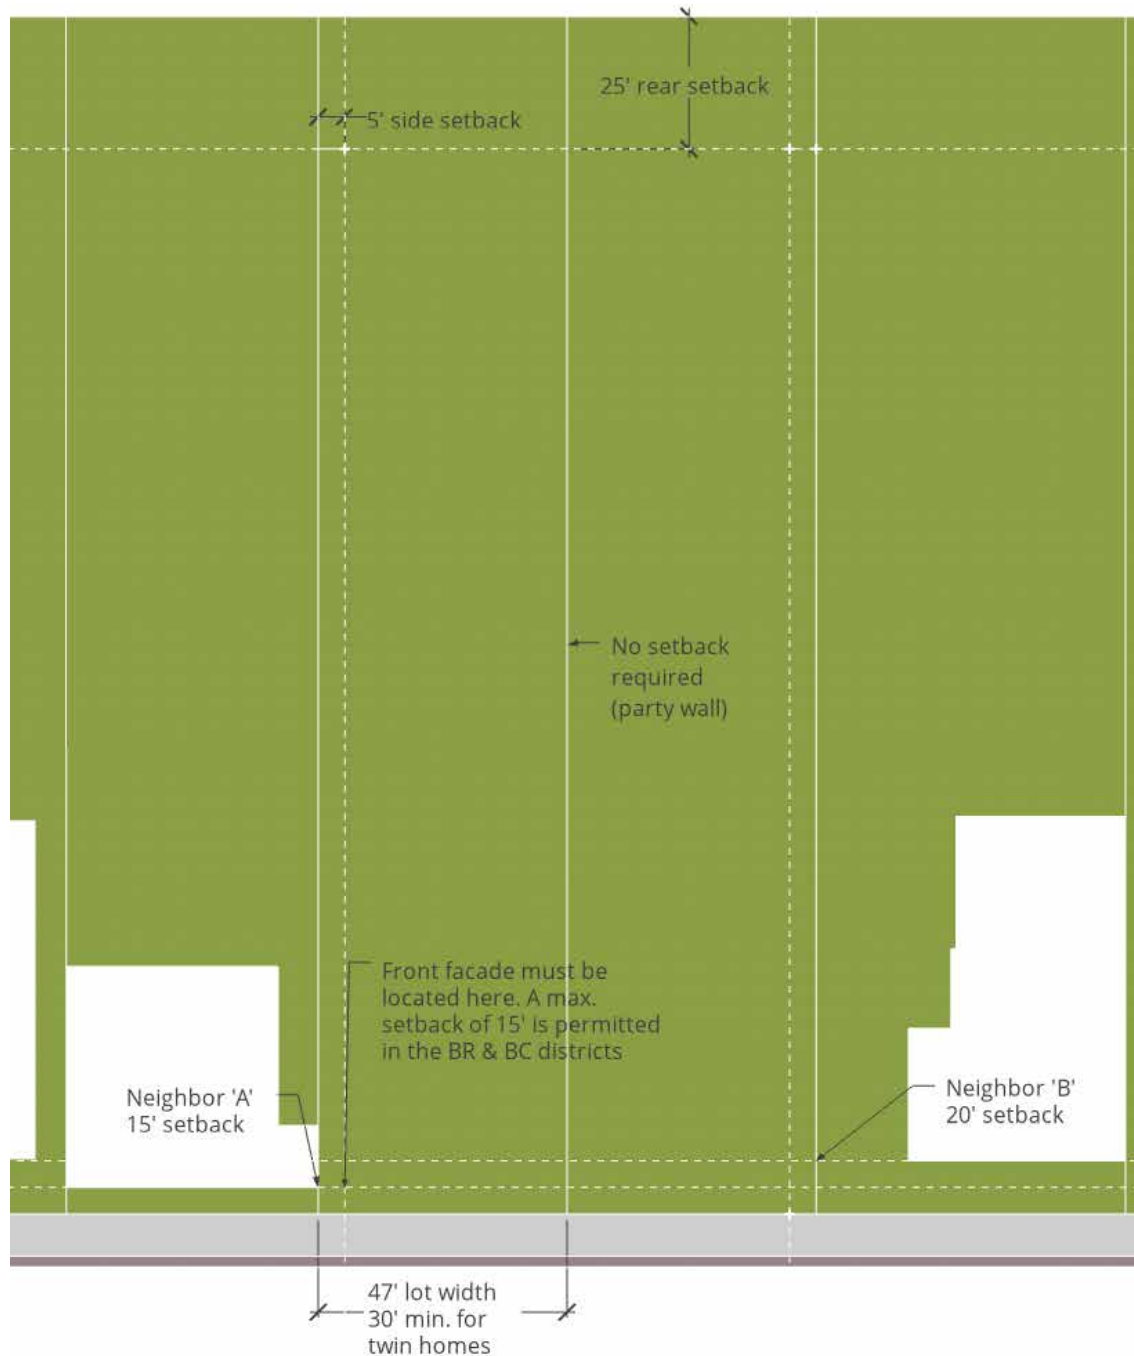 25' rear setback
5' side setback
No setback
required
(party wall)
Front facade must be
located here. A max.
setback of 15' is permitted
in the BR & BC districts
Neighbor 'A'
15' setback
Neighbor 'B'
20' setback
47' lot width
30' min. for
twin homes